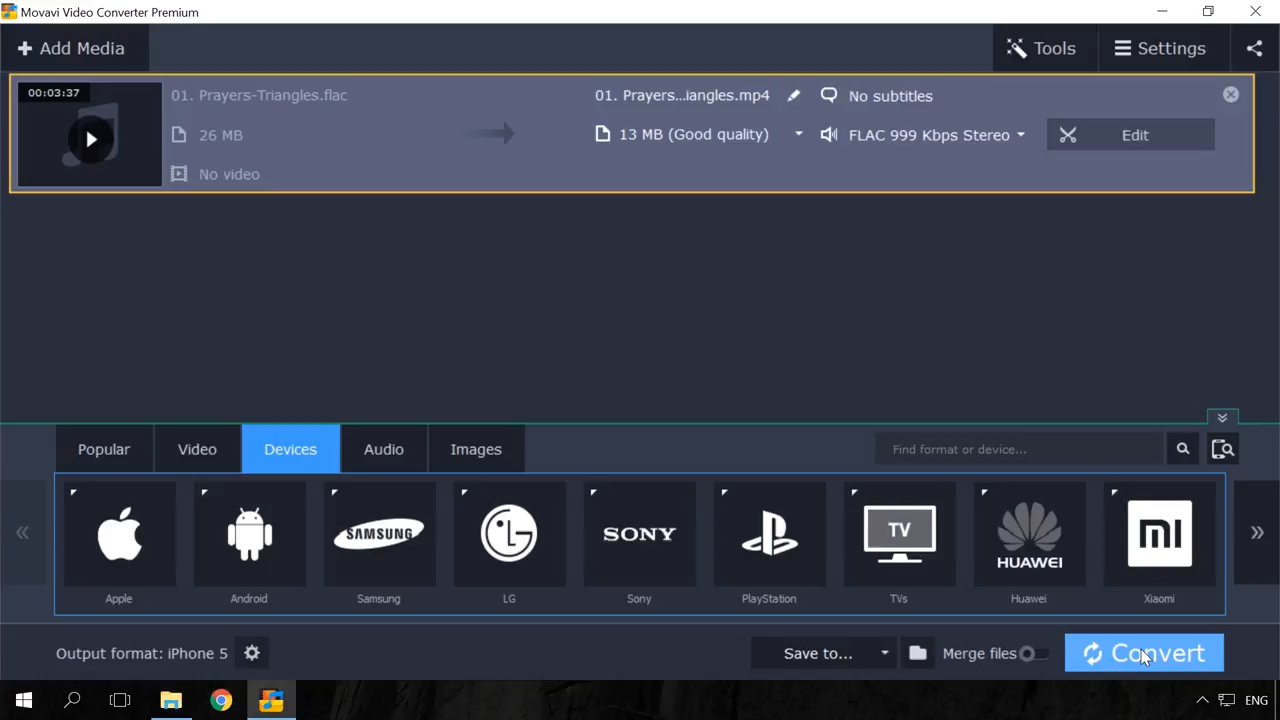 Movavi Video Converter Premium
Add Media
Tools
Settings
00:03:37
01. Prayers-Triangles.flac
01. Prayers...iangles.mp4
No subtitles
26 MB
13 MB (Good quality)
FLAC 999 Kbps Stereo
Edit
No video
Popular
Video
Devices
Audio
Images
Find format or device...
SAMSUNG
LG
SONY
TV
HUAWEI
mi
Apple
Android
Samsung
LG
Sony
PlayStation
TVs
Huawei
Xiaomi
Output format: iPhone 5
Save to...
Merge files
Convert
ENG